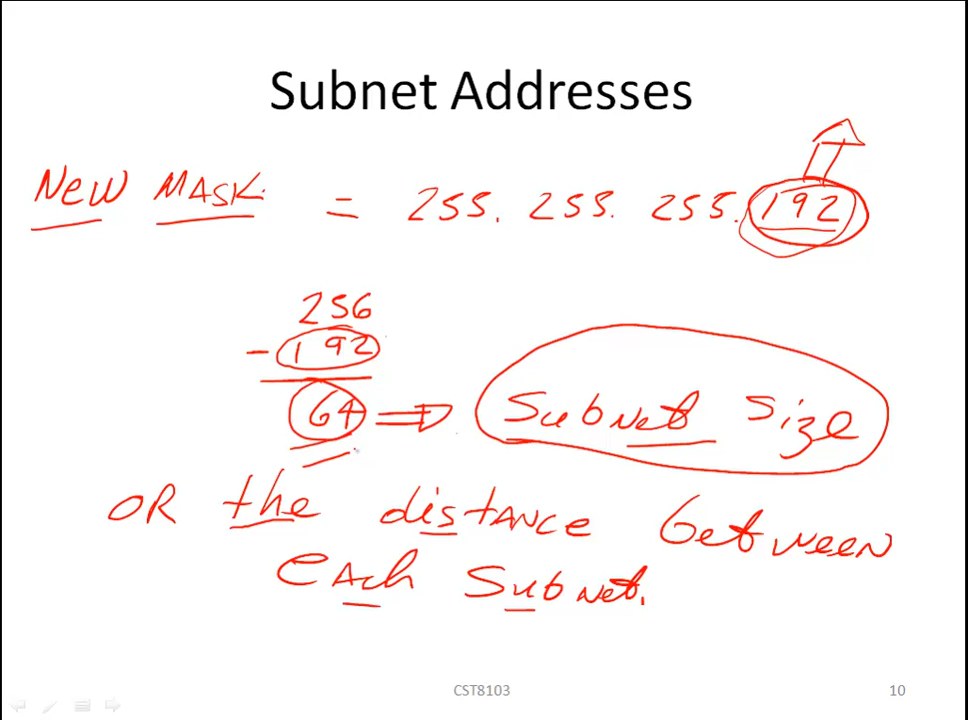 Subnet Addresses
NEW MASK: = 255. 255. 255. 192
256
- 192
64 ⇒ Subnet size
OR the distance between
each subnet.
CST8103 10